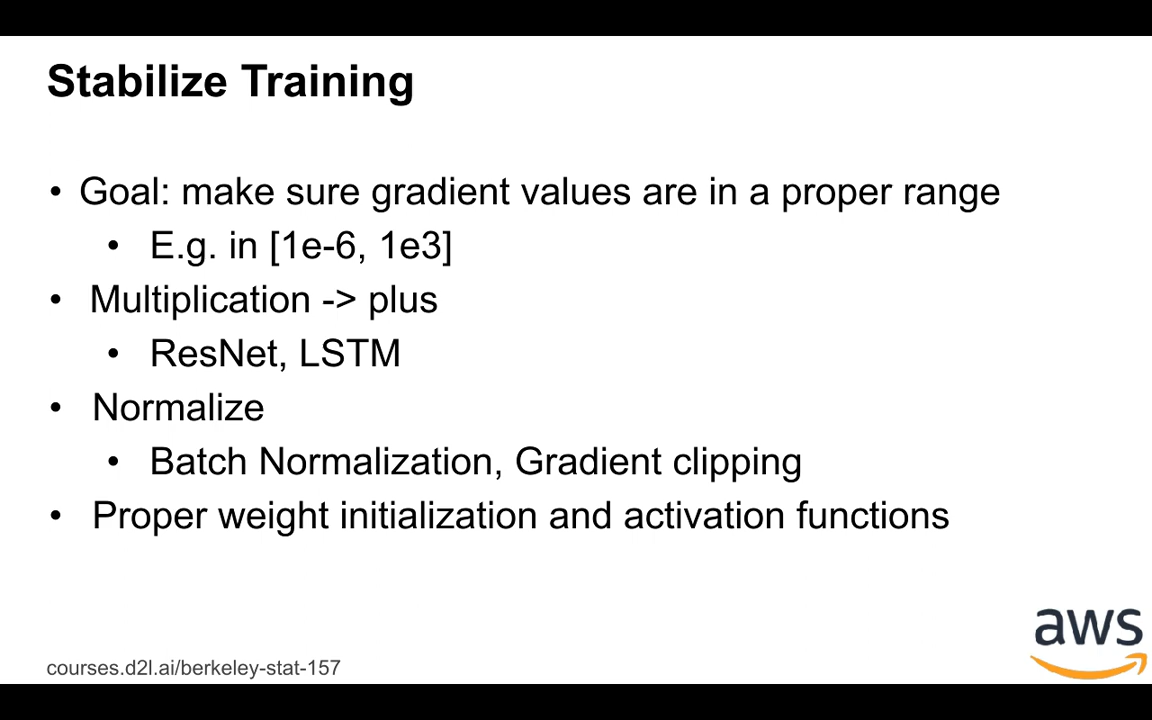 Stabilize Training
• Goal: make sure gradient values are in a proper range
• E.g. in [1e-6, 1e3]
• Multiplication -> plus
• ResNet, LSTM
• Normalize
• Batch Normalization, Gradient clipping
• Proper weight initialization and activation functions
aws
courses.d2l.ai/berkeley-stat-157